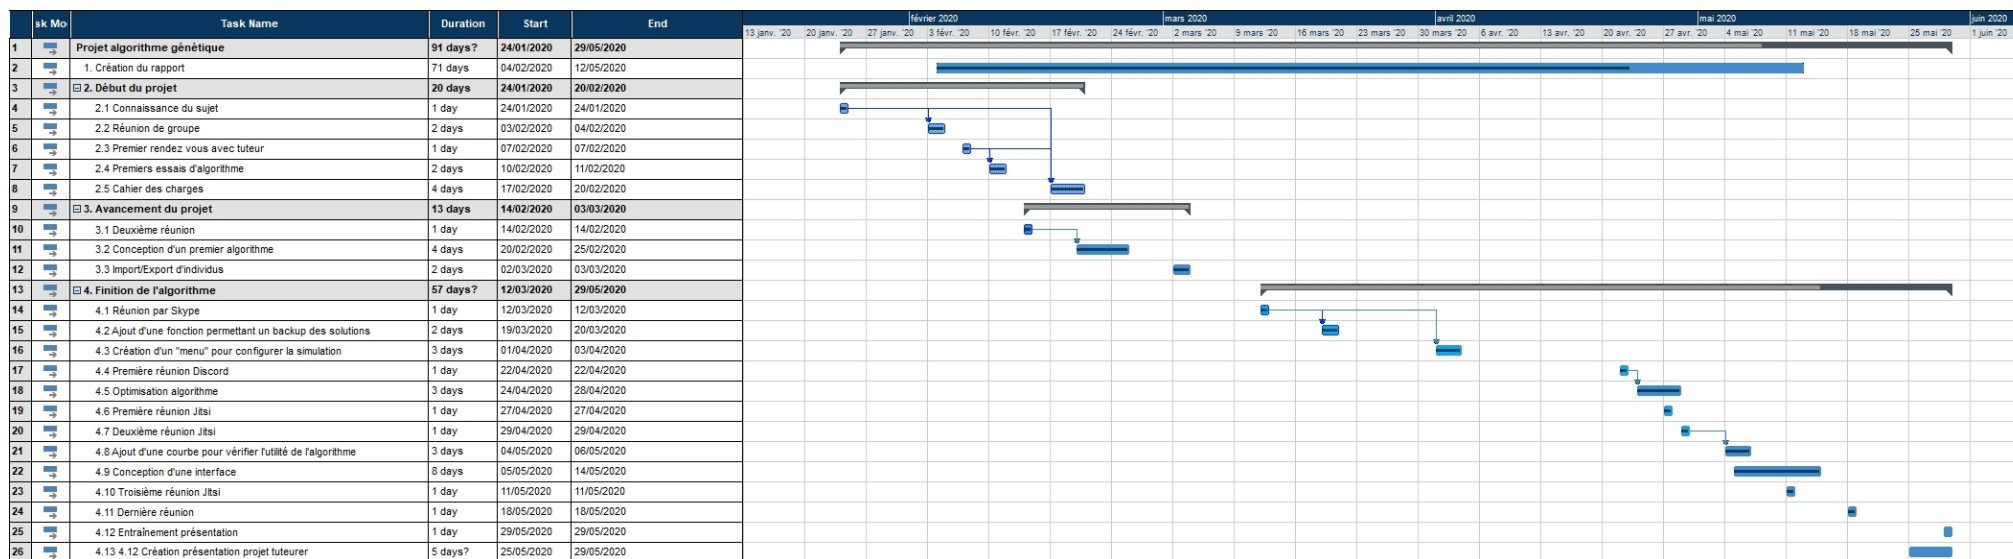 sk Mo Task Name Duration Start End
février 2020 mars 2020 avril 2020 mai 2020 juin 2020
13 janv. '20 20 janv. '20 27 janv. '20 3 févr. '20 10 févr. '20 17 févr. '20 24 févr. '20 2 mars '20 9 mars '20 16 mars '20 23 mars '20 30 mars '20 6 avr. '20 13 avr. '20 20 avr. '20 27 avr. '20 4 mai '20 11 mai '20 18 mai '20 25 mai '20 1 juin '20
1 Projet algorithme génétique 91 days? 24/01/2020 29/05/2020
2 1. Création du rapport 71 days 04/02/2020 12/05/2020
3 2. Début du projet 20 days 24/01/2020 20/02/2020
4 2.1 Connaissance du sujet 1 day 24/01/2020 24/01/2020
5 2.2 Réunion de groupe 2 days 03/02/2020 04/02/2020
6 2.3 Premier rendez vous avec tuteur 1 day 07/02/2020 07/02/2020
7 2.4 Premiers essais d'algorithme 2 days 10/02/2020 11/02/2020
8 2.5 Cahier des charges 4 days 17/02/2020 20/02/2020
9 3. Avancement du projet 13 days 14/02/2020 03/03/2020
10 3.1 Deuxième réunion 1 day 14/02/2020 14/02/2020
11 3.2 Conception d'un premier algorithme 4 days 20/02/2020 25/02/2020
12 3.3 Import/Export d'individus 2 days 02/03/2020 03/03/2020
13 4. Finition de l'algorithme 57 days? 12/03/2020 29/05/2020
14 4.1 Réunion par Skype 1 day 12/03/2020 12/03/2020
15 4.2 Ajout d'une fonction permettant un backup des solutions 2 days 19/03/2020 20/03/2020
16 4.3 Création d'un "menu" pour configurer la simulation 3 days 01/04/2020 03/04/2020
17 4.4 Première réunion Discord 1 day 22/04/2020 22/04/2020
18 4.5 Optimisation algorithme 3 days 24/04/2020 28/04/2020
19 4.6 Première réunion Jitsi 1 day 27/04/2020 27/04/2020
20 4.7 Deuxième réunion Jitsi 1 day 29/04/2020 29/04/2020
21 4.8 Ajout d'une courbe pour vérifier l'utilité de l'algorithme 3 days 04/05/2020 06/05/2020
22 4.9 Conception d'une interface 8 days 05/05/2020 14/05/2020
23 4.10 Troisième réunion JItsi 1 day 11/05/2020 11/05/2020
24 4.11 Dernière réunion 1 day 18/05/2020 18/05/2020
25 4.12 Entraînement présentation 1 day 29/05/2020 29/05/2020
26 4.13 4.12 Création présentation projet tuteurer 5 days? 25/05/2020 29/05/2020